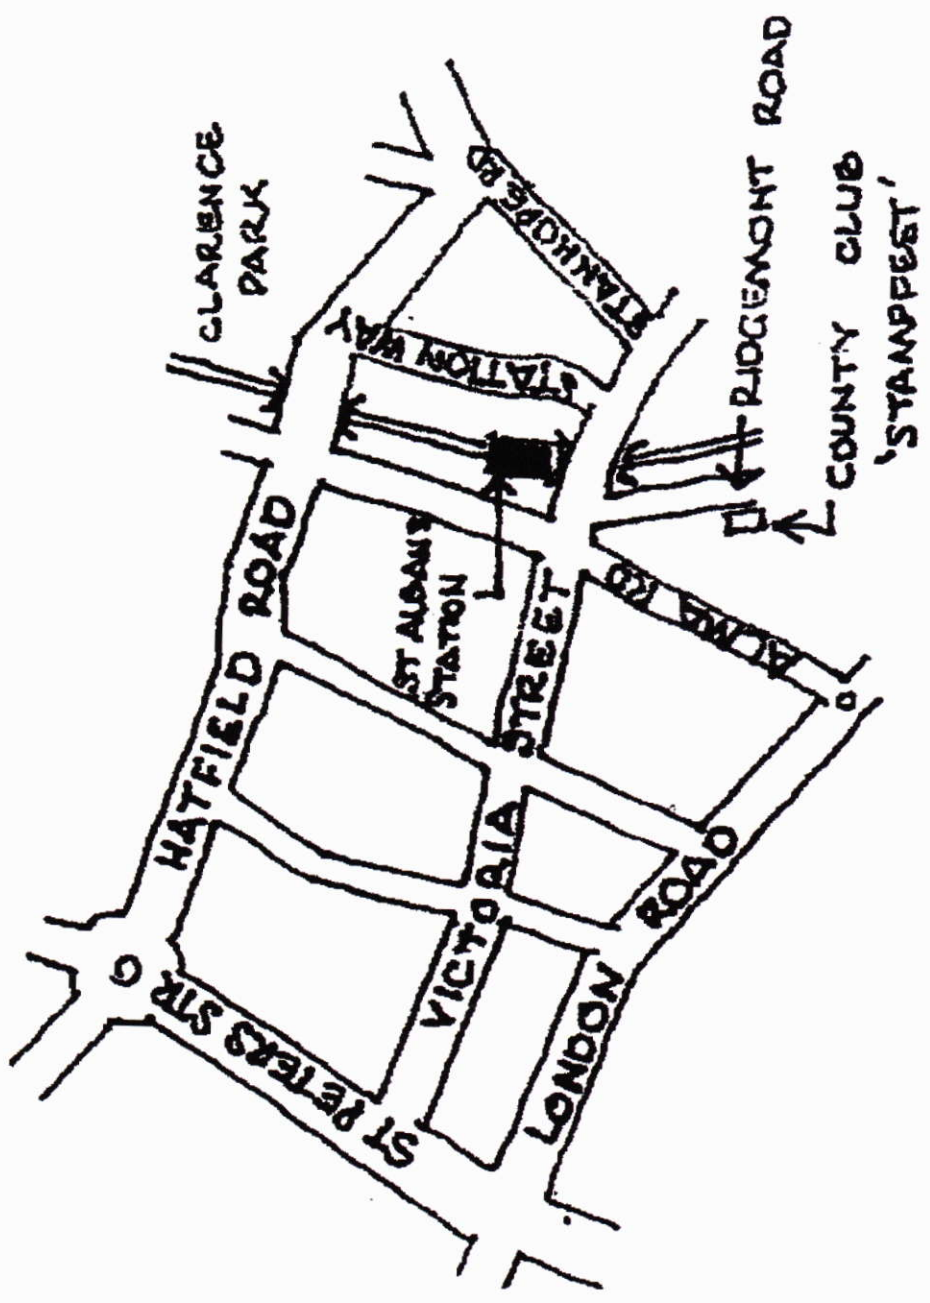 CLARENCE
PARK
HATFIELD ROAD
STATION WAY
STANHOPE RD
ST ALBANS
STATION
VICTORIA STREET
ST PETERS STR
ALMA RD
LONDON ROAD
RIDGEMONT ROAD
COUNTY CLUB
'STAMPFEST'